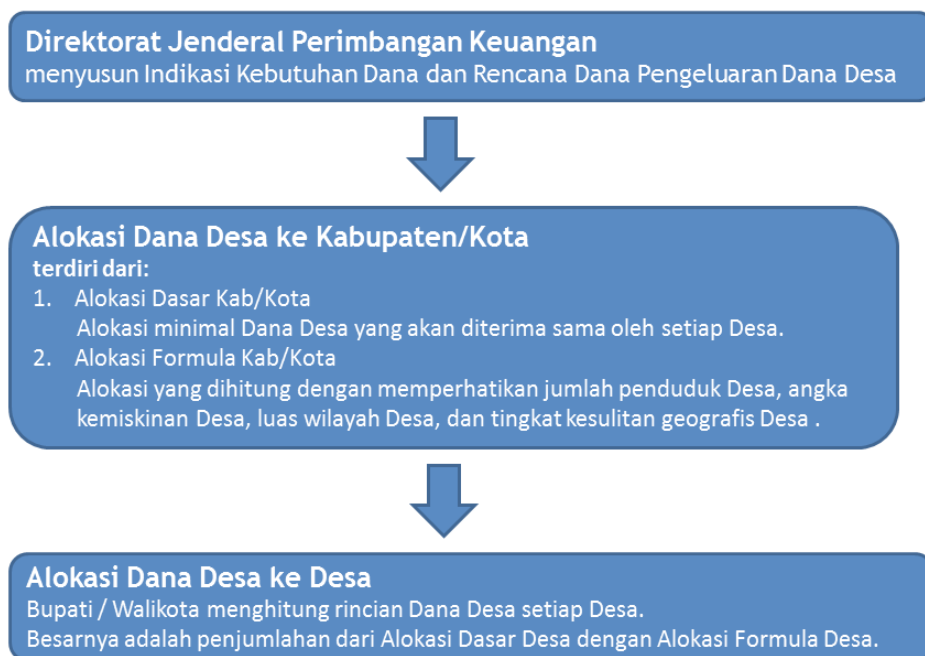 Direktorat Jenderal Perimbangan Keuangan
menyusun Indikasi Kebutuhan Dana dan Rencana Dana Pengeluaran Dana Desa
Alokasi Dana Desa ke Kabupaten/Kota
terdiri dari:
1. Alokasi Dasar Kab/Kota
Alokasi minimal Dana Desa yang akan diterima sama oleh setiap Desa.
2. Alokasi Formula Kab/Kota
Alokasi yang dihitung dengan memperhatikan jumlah penduduk Desa, angka
kemiskinan Desa, luas wilayah Desa, dan tingkat kesulitan geografis Desa .
Alokasi Dana Desa ke Desa
Bupati / Walikota menghitung rincian Dana Desa setiap Desa.
Besarnya adalah penjumlahan dari Alokasi Dasar Desa dengan Alokasi Formula Desa.